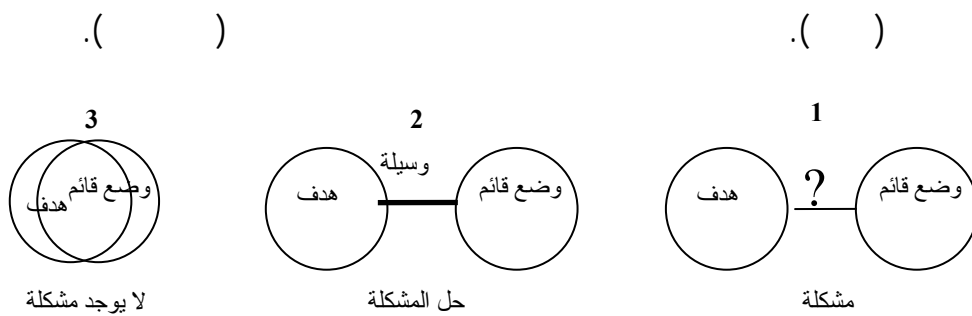 .( )
.( )
1
2
3
وضع قائم
?
هدف
وضع قائم
وسيلة
هدف
وضع قائم
هدف
مشكلة
حل المشكلة
لا يوجد مشكلة